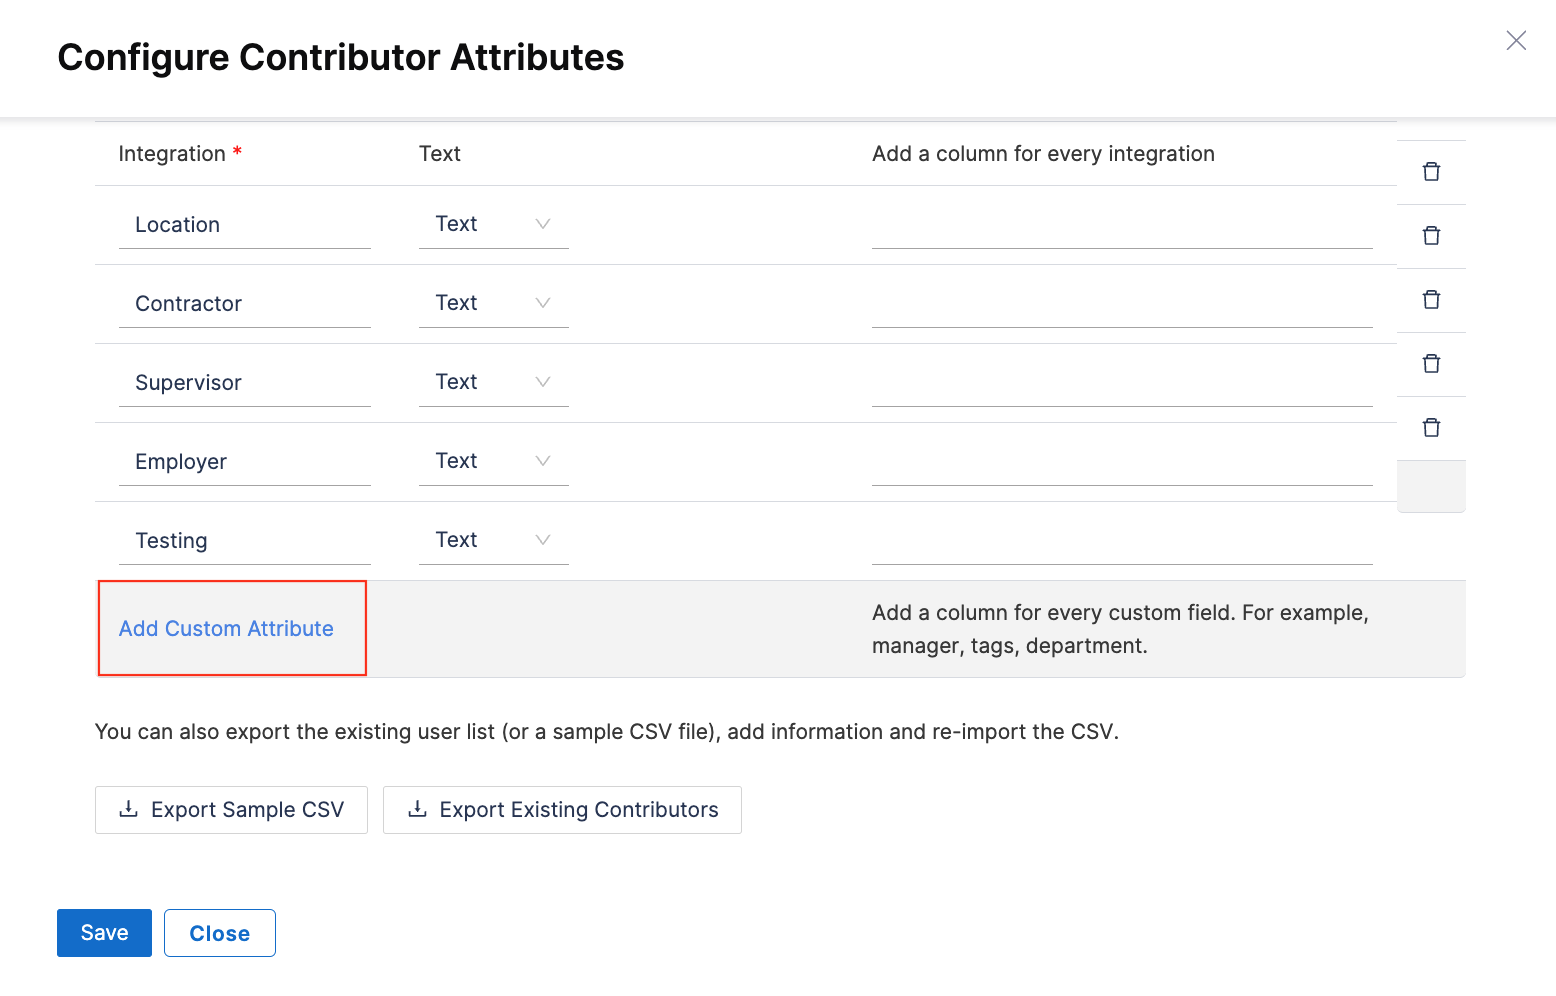 Configure Contributor Attributes
Integration * Text Add a column for every integration
Location Text
Contractor Text
Supervisor Text
Employer Text
Testing Text
Add Custom Attribute
Add a column for every custom field. For example,
manager, tags, department.
You can also export the existing user list (or a sample CSV file), add information and re-import the CSV.
Export Sample CSV Export Existing Contributors
Save Close